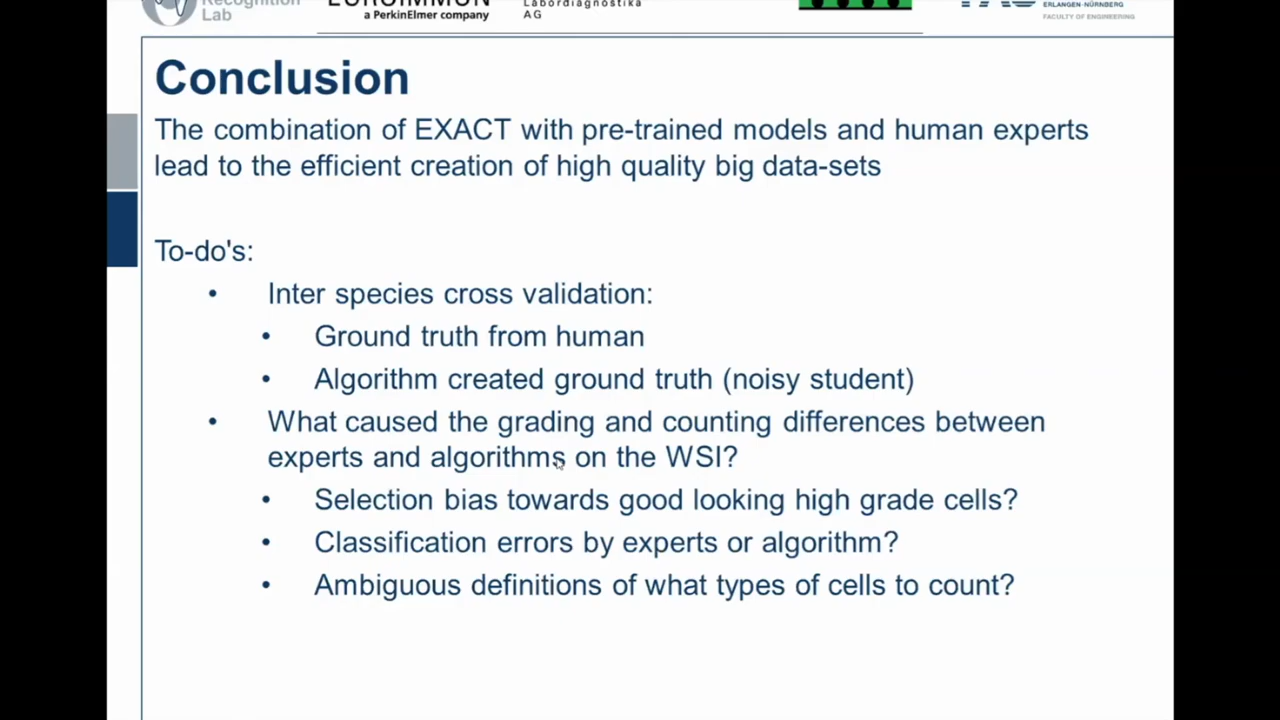 Lab
a PerkinElmer company
Labordiagnostika
AG
ERLANGEN-NÜRNBERG
FACULTY OF ENGINEERING
Conclusion
The combination of EXACT with pre-trained models and human experts
lead to the efficient creation of high quality big data-sets
To-do's:
• Inter species cross validation:
• Ground truth from human
• Algorithm created ground truth (noisy student)
• What caused the grading and counting differences between
experts and algorithms on the WSI?
• Selection bias towards good looking high grade cells?
• Classification errors by experts or algorithm?
• Ambiguous definitions of what types of cells to count?